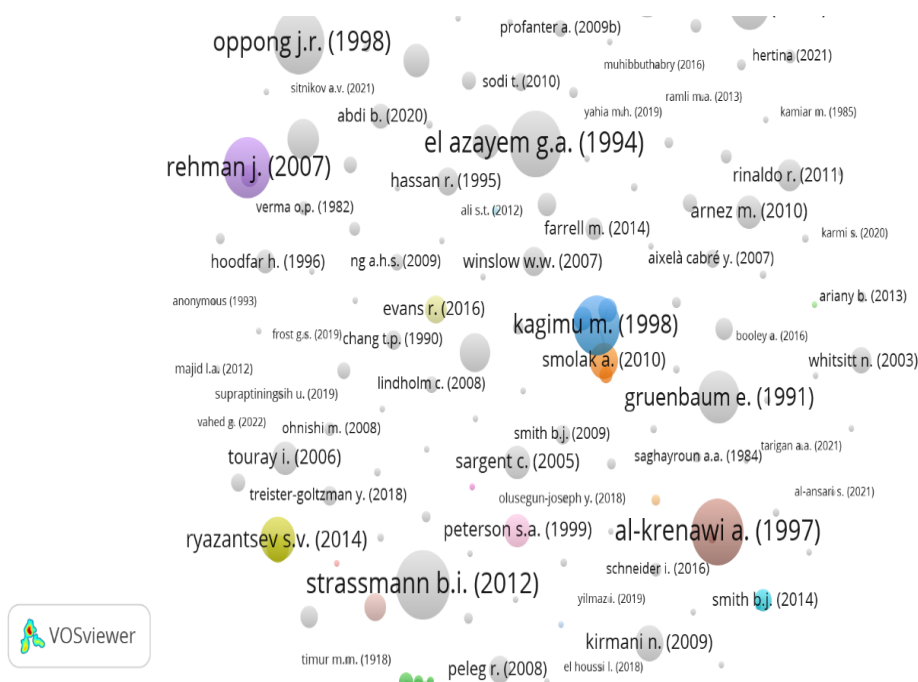 profanter a. (2009b)
oppong j.r. (1998)
hertina (2021)
muhibbuthabry (2016)
sodi t. (2010)
sitnikov a.v. (2021)
ramli m.a. (2013)
abdi b. (2020)
yahia m.h. (2019)
kamiar m. (1985)
el azayem g.a. (1994)
rehman j. (2007)
hassan r. (1995)
rinaldo r. (2011)
verma o.p. (1982)
ali s.t. (2012)
arnez m. (2010)
farrell m. (2014)
karmi s. (2020)
hoodfar h. (1996)
ng a.h.s. (2009)
winslow w.w. (2007)
aixelà cabré y. (2007)
anonymous (1993)
ariany b. (2013)
evans r. (2016)
kagimu m. (1998)
frost g.s. (2019)
chang t.p. (1990)
booley a. (2016)
smolak a. (2010)
whitsitt n. (2003)
majid l.a. (2012)
lindholm c. (2008)
supraptiningsih u. (2019)
gruenbaum e. (1991)
vahed g. (2022)
ohnishi m. (2008)
smith b.j. (2009)
tarigan a.a. (2021)
touray i. (2006)
sargent c. (2005)
saghayroun a.a. (1984)
treister-goltzman y. (2018)
olusegun-joseph y. (2018)
al-ansari s. (2021)
ryazantsev s.v. (2014)
peterson s.a. (1999)
al-krenawi a. (1997)
schneider i. (2016)
strassmann b.i. (2012)
yilmaz i. (2019)
smith b.j. (2014)
VOSviewer
kirmani n. (2009)
timur m.m. (1918)
peleg r. (2008)
el houssi l. (2018)